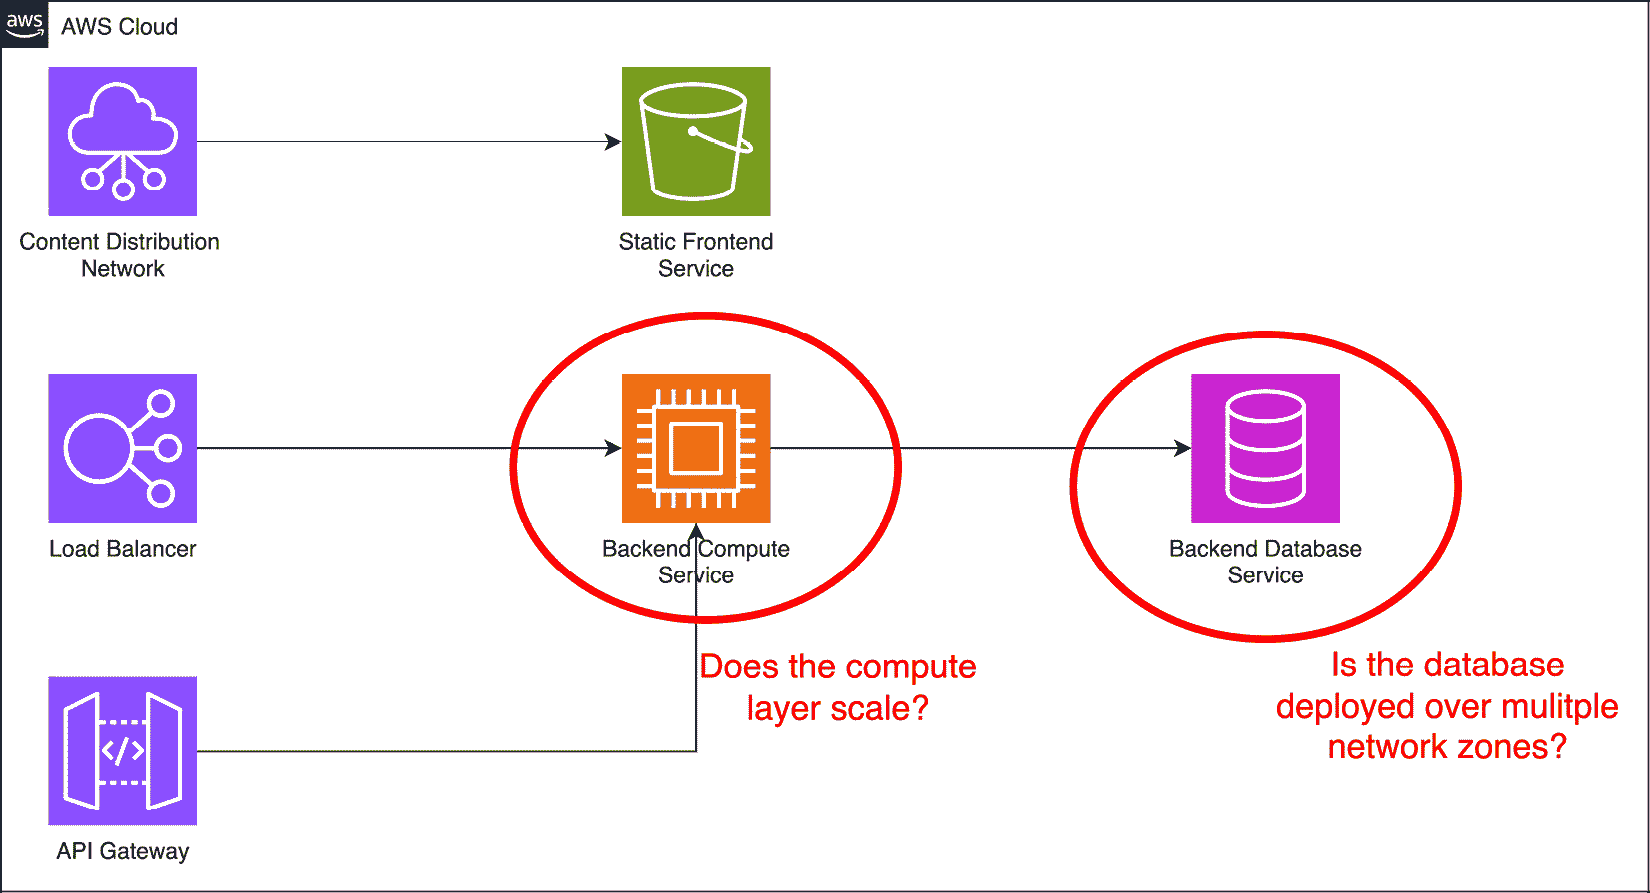 aws
AWS Cloud
Content Distribution
Network
Static Frontend
Service
Load Balancer
Backend Compute
Service
Backend Database
Service
Does the compute
layer scale?
Is the database
deployed over mulitple
network zones?
</>
API Gateway